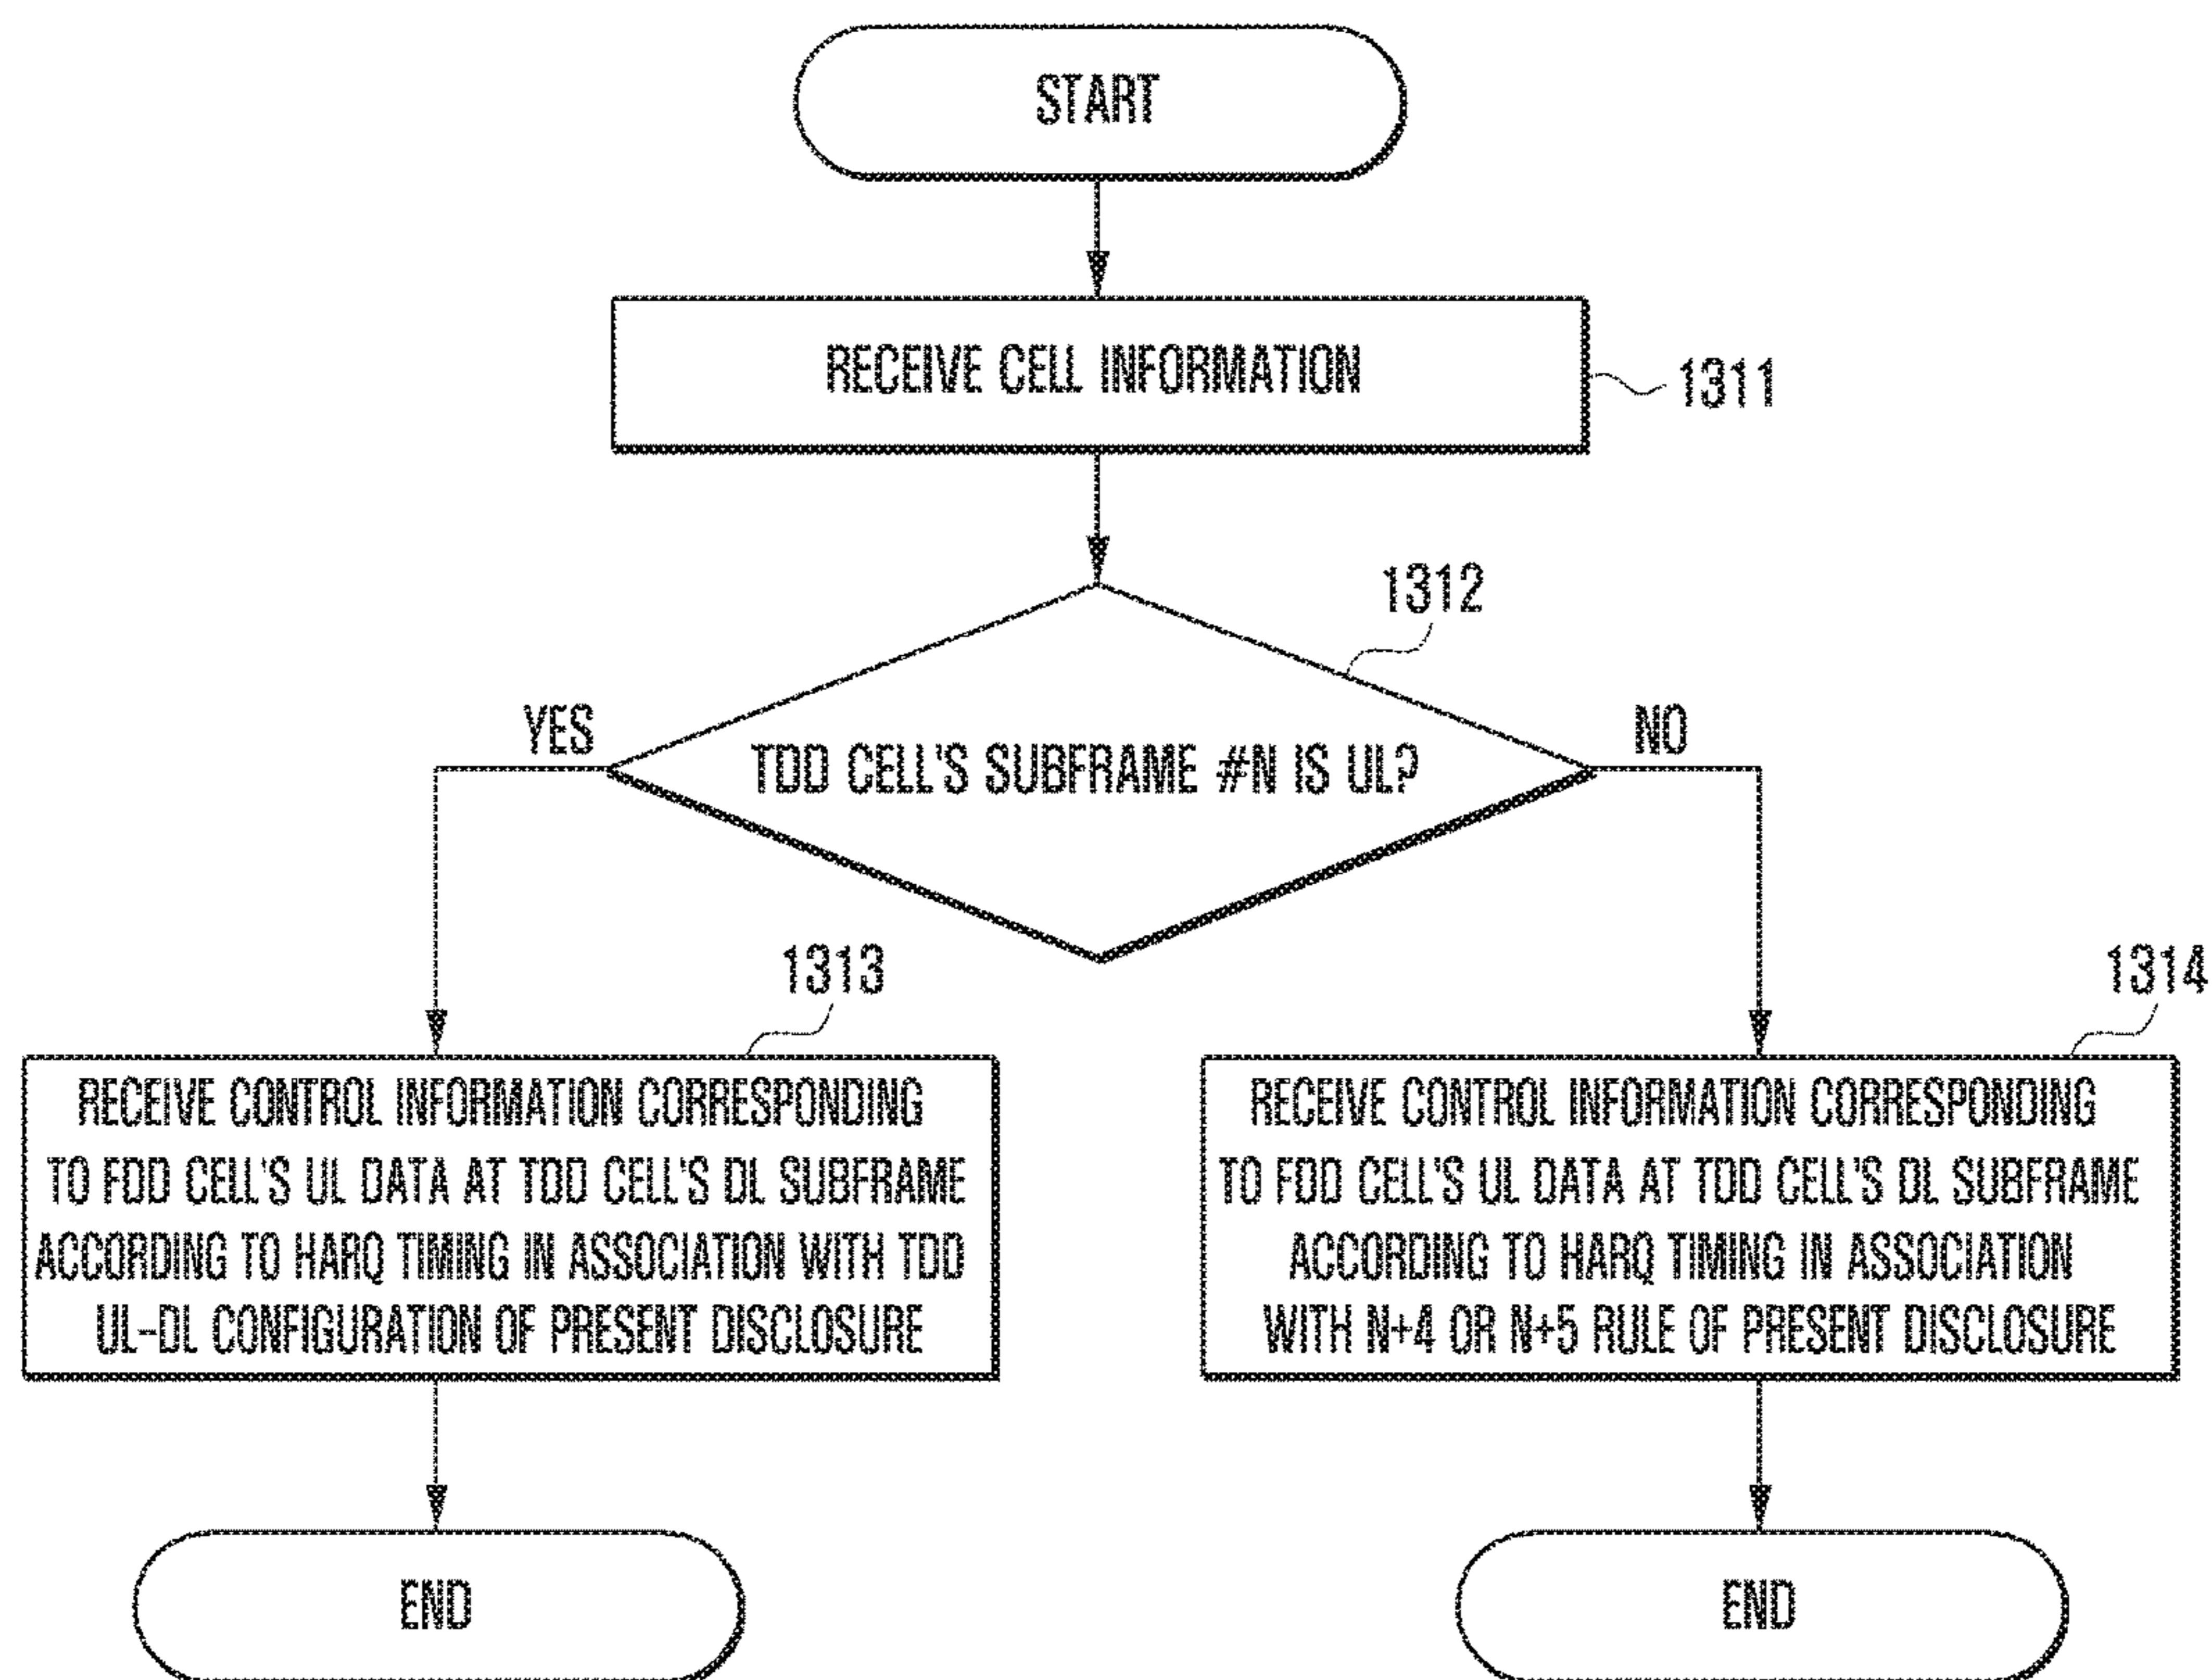 START
RECEIVE CELL INFORMATION
1311
1312
YES
TDD CELL'S SUBFRAME #N IS UL?
NO
1313
RECEIVE CONTROL INFORMATION CORRESPONDING
TO FDD CELL'S UL DATA AT TDD CELL'S DL SUBFRAME
ACCORDING TO HARQ TIMING IN ASSOCIATION WITH TDD
UL-DL CONFIGURATION OF PRESENT DISCLOSURE
1314
RECEIVE CONTROL INFORMATION CORRESPONDING
TO FDD CELL'S UL DATA AT TDD CELL'S DL SUBFRAME
ACCORDING TO HARQ TIMING IN ASSOCIATION
WITH N+4 OR N+5 RULE OF PRESENT DISCLOSURE
END
END